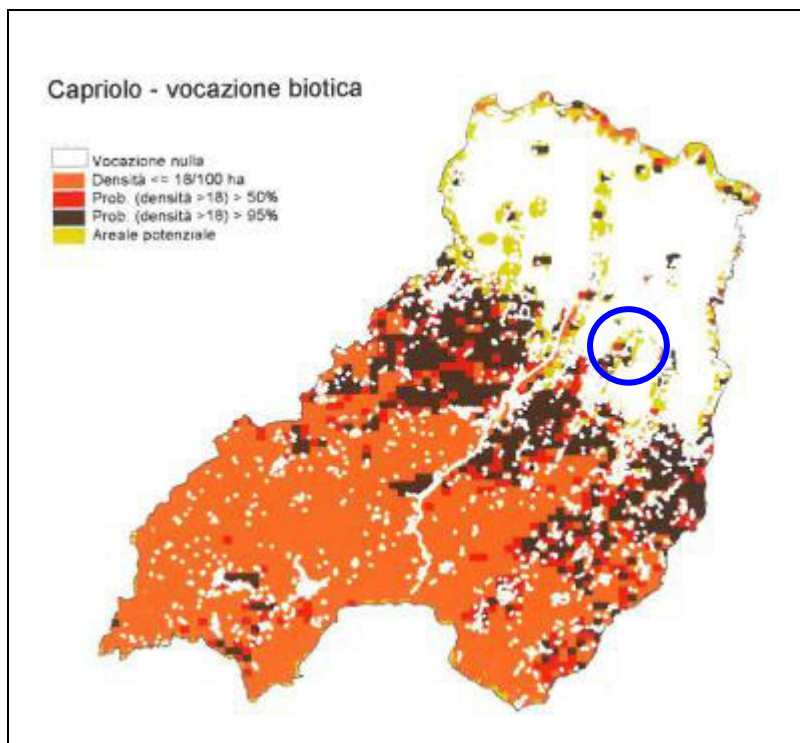 Capriolo - vocazione biotica
Vocazione nulla
Densità <= 18/100 ha
Prob. (densità >18) > 50%
Prob. (densità >18) > 95%
Areale potenziale